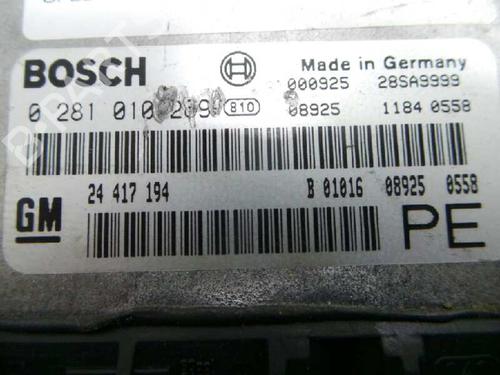 BOSCH
Made in Germany
000925 28SA9999
0 281 010 810
08925 1184 0558
24 417 194
B 01016 08925 0558
GM
PE